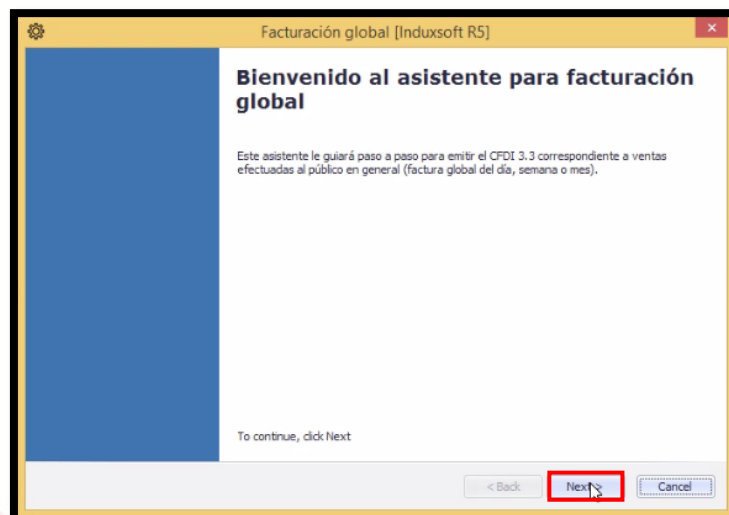 Facturación global [Induxsoft R5]
Bienvenido al asistente para facturación
global
Este asistente le guiará paso a paso para emitir el CFDI 3.3 correspondiente a ventas
efectuadas al público en general (factura global del día, semana o mes).
To continue, click Next
< Back Next > Cancel